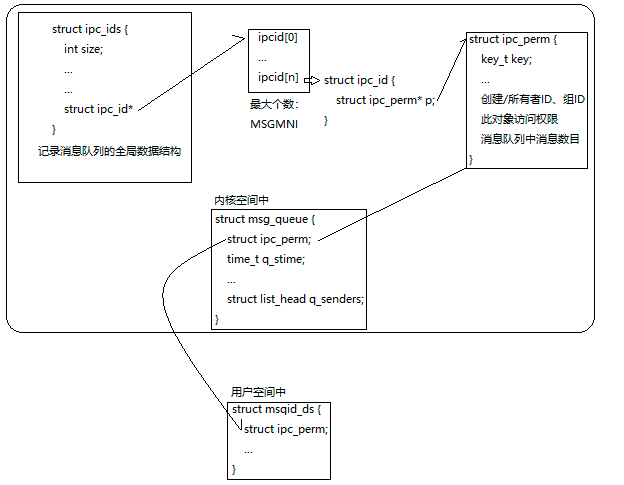 struct ipc_ids {
int size;
...
...
struct ipc_id*
}
记录消息队列的全局数据结构
ipcid[0]
...
ipcid[n]
最大个数：
MSGMNI
struct ipc_id {
struct ipc_perm* p;
}
struct ipc_perm {
key_t key;
...
创建/所有者ID、组ID
此对象访问权限
消息队列中消息数目
}
内核空间中
struct msg_queue {
struct ipc_perm;
time_t q_stime;
...
struct list_head q_senders;
}
用户空间中
struct msqid_ds {
struct ipc_perm;
...
}